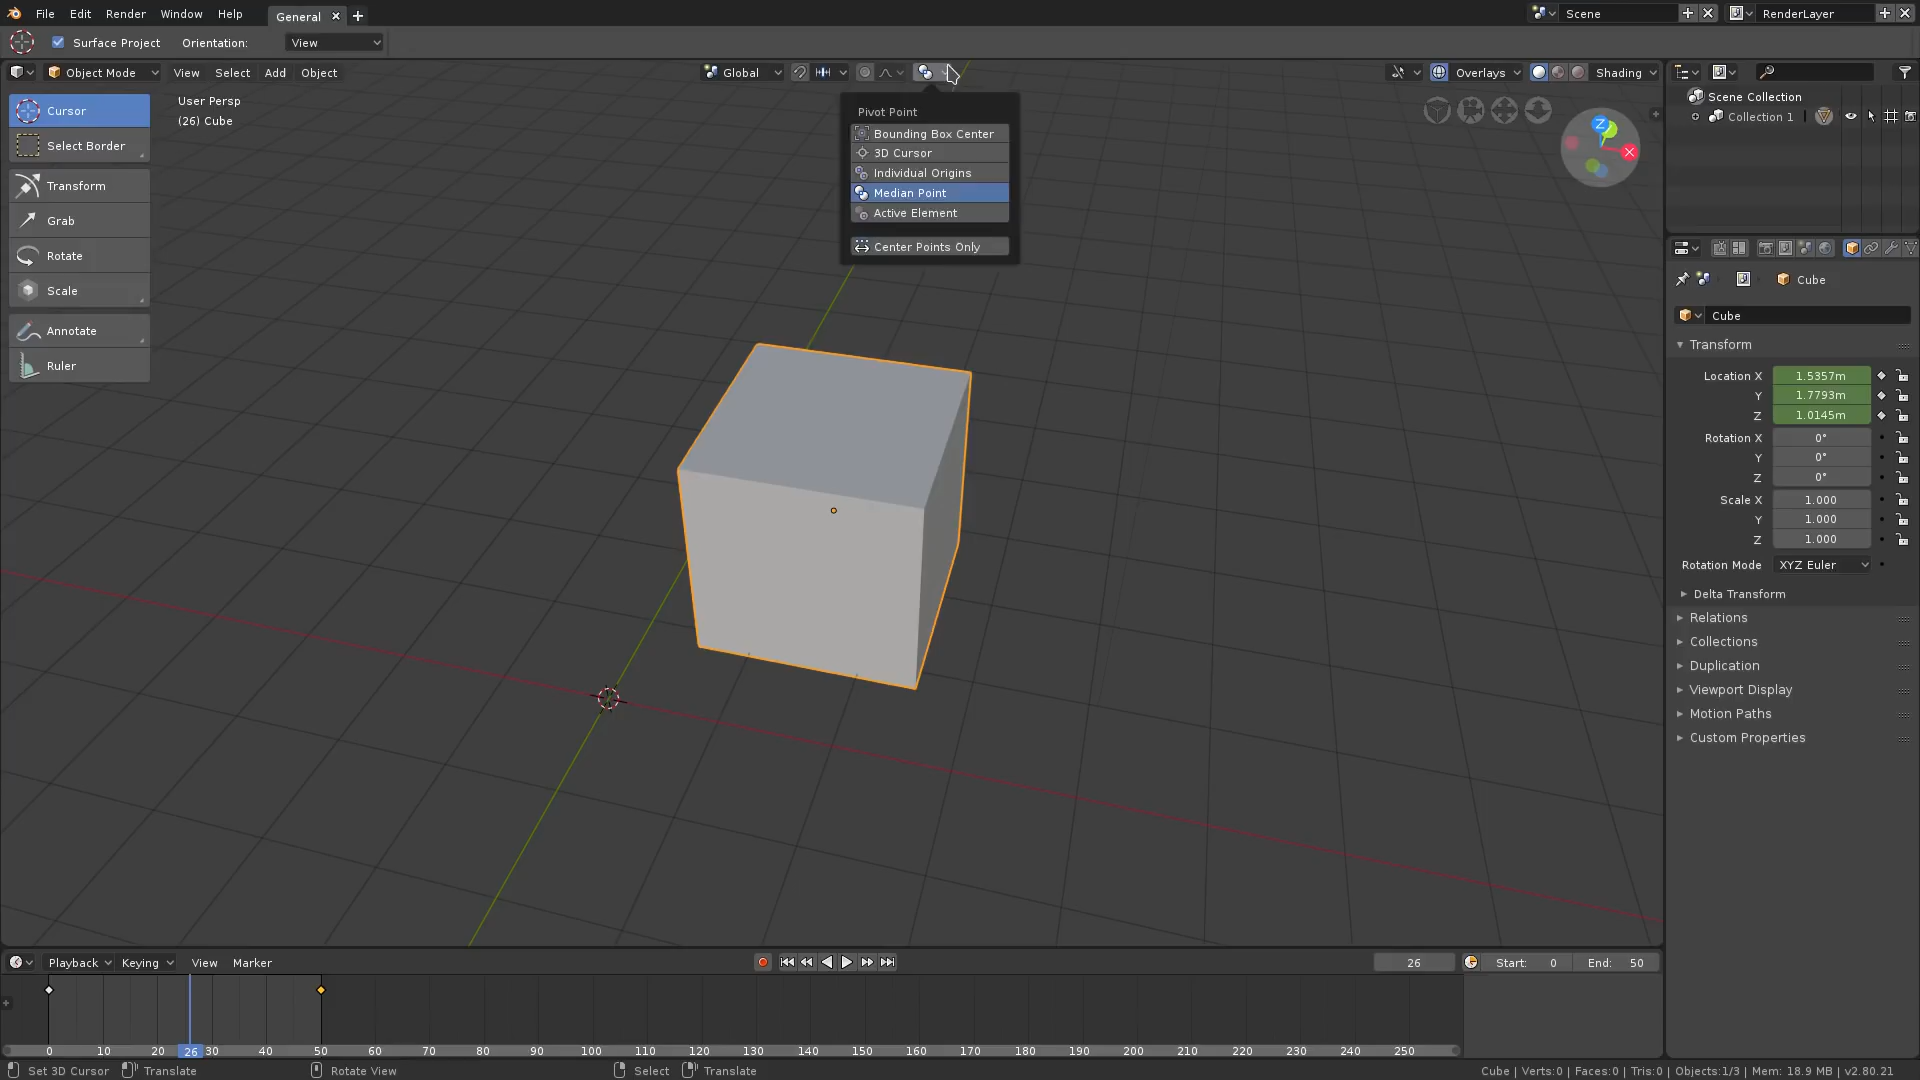 File Edit Render Window Help General Scene RenderLayer
Surface Project Orientation: View
Object Mode View Select Add Object Global Overlays Shading
Cursor
Select Border
Transform
Grab
Rotate
Scale
Annotate
Ruler
User Persp
(26) Cube
Pivot Point
Bounding Box Center
3D Cursor
Individual Origins
Median Point
Active Element
Center Points Only
Z
X
Scene Collection
Collection 1
Cube
Cube
Transform
Location X 1.5357m
Y 1.7793m
Z 1.0145m
Rotation X 0°
Y 0°
Z 0°
Scale X 1.000
Y 1.000
Z 1.000
Rotation Mode XYZ Euler
Delta Transform
Relations
Collections
Duplication
Viewport Display
Motion Paths
Custom Properties
Playback Keying View Marker 26 Start: 0 End: 50
0 10 20 26 30 40 50 60 70 80 90 100 110 120 130 140 150 160 170 180 190 200 210 220 230 240 250
Set 3D Cursor Translate Rotate View Select Translate Cube | Verts:0 | Faces:0 | Tris:0 | Objects:1/3 | Mem: 18.9 MB | v2.80.21